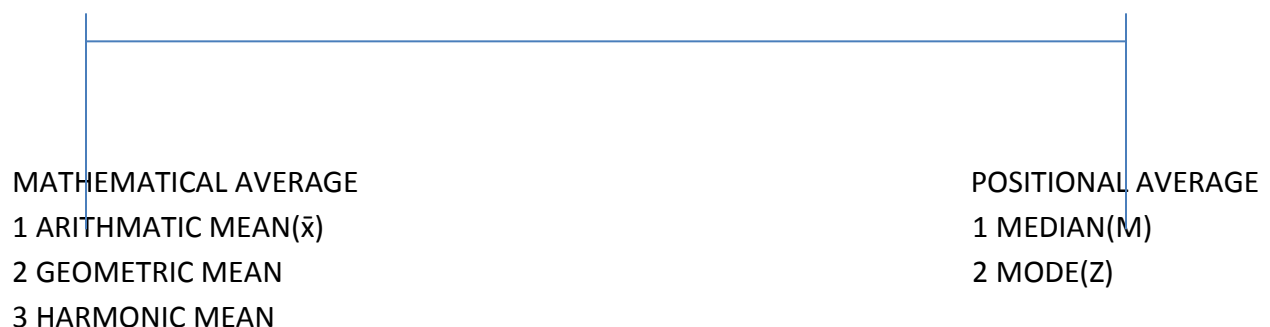 MATHEMATICAL AVERAGE
1 ARITHMATIC MEAN(x̄)
2 GEOMETRIC MEAN
3 HARMONIC MEAN
POSITIONAL AVERAGE
1 MEDIAN(M)
2 MODE(Z)